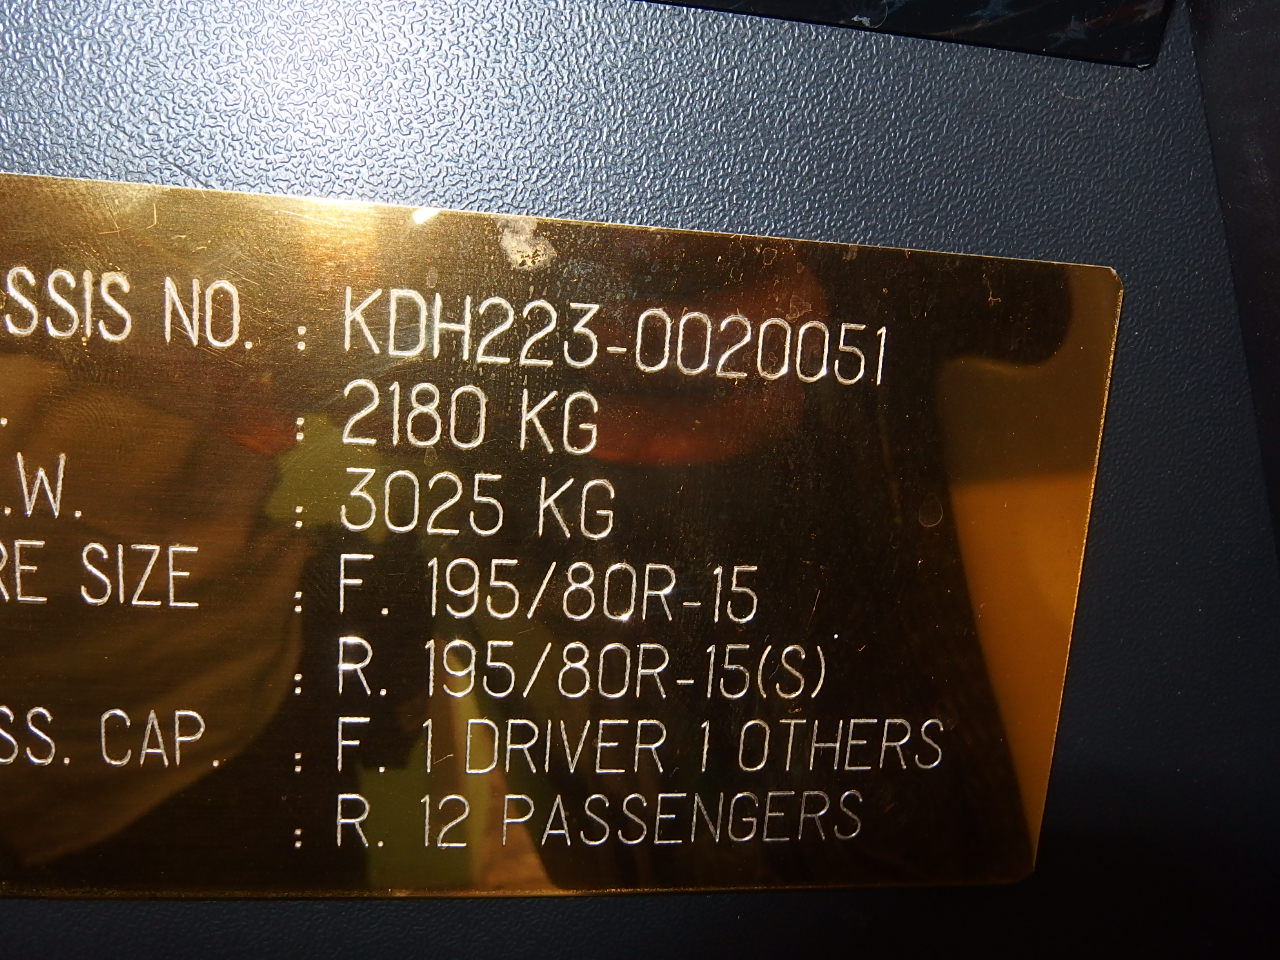 SSIS NO. : KDH223-0020051
. : 2180 KG
.W. : 3025 KG
RE SIZE : F. 195/80R-15
: R. 195/80R-15(S)
SS. CAP. : F. 1 DRIVER 1 OTHERS
: R. 12 PASSENGERS